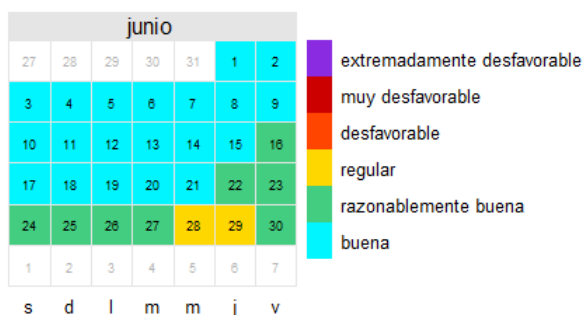 junio
27 28 29 30 31 1 2
3 4 5 6 7 8 9
10 11 12 13 14 15 16
17 18 19 20 21 22 23
24 25 26 27 28 29 30
1 2 3 4 5 6 7
s d l m m j v
extremadamente desfavorable
muy desfavorable
desfavorable
regular
razonablemente buena
buena